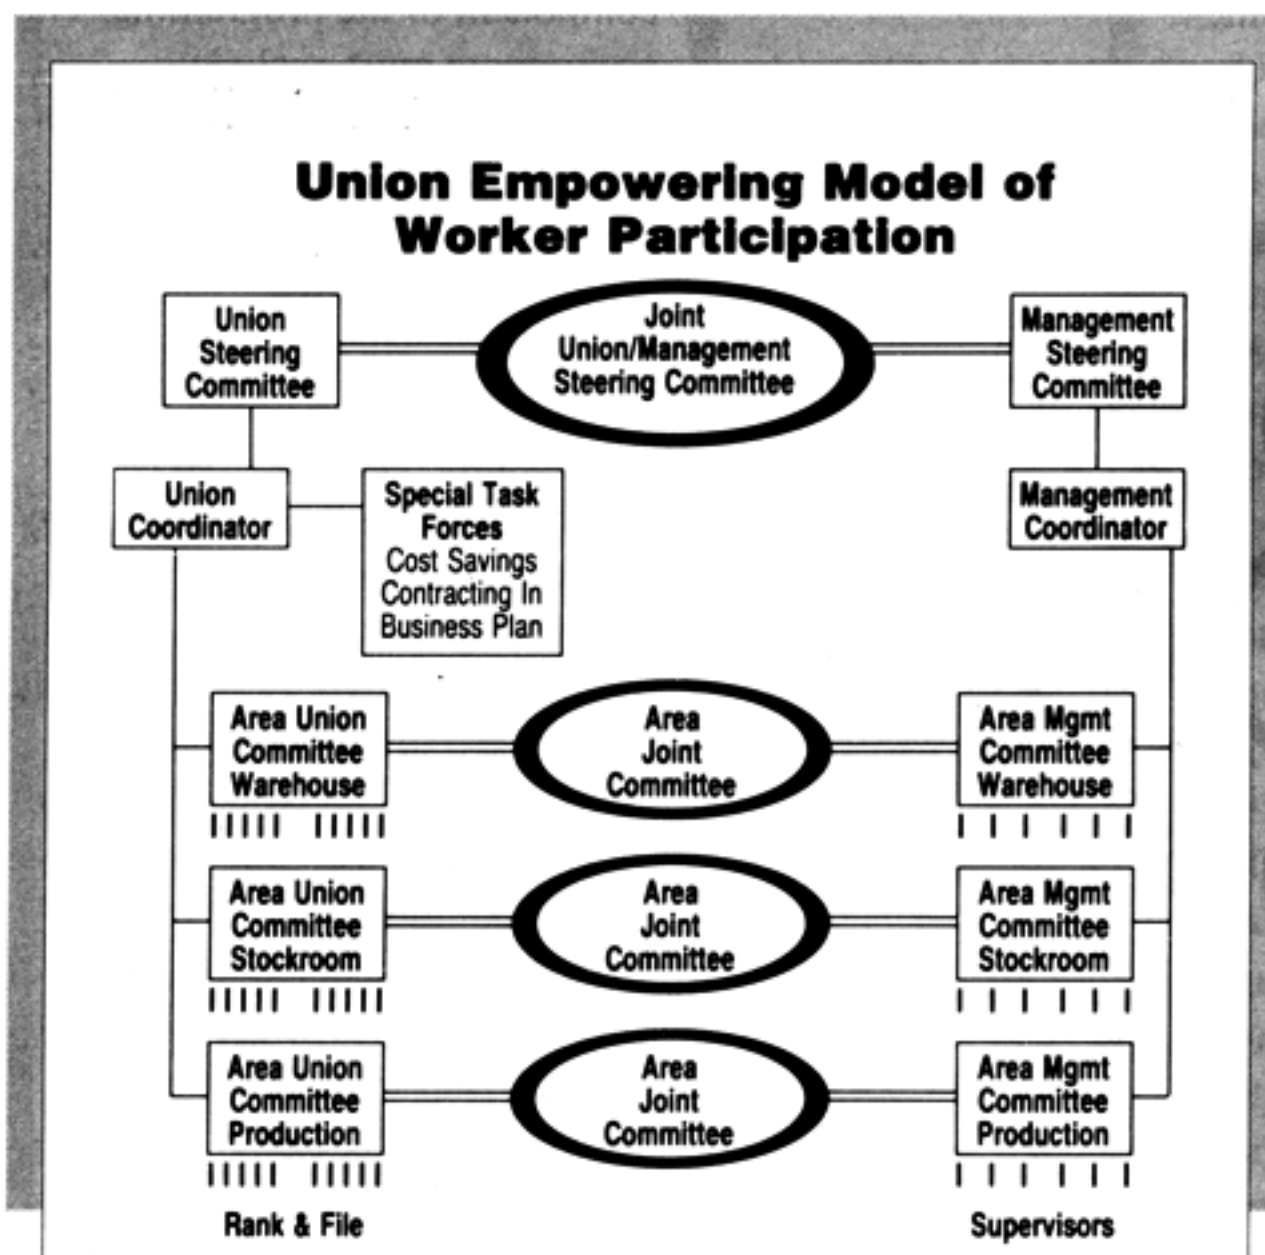 Union Empowering Model of
Worker Participation
Union
Steering
Committee
Joint
Union/Management
Steering Committee
Management
Steering
Committee
Union
Coordinator
Special Task
Forces
Cost Savings
Contracting In
Business Plan
Management
Coordinator
Area Union
Committee
Warehouse
Area
Joint
Committee
Area Mgmt
Committee
Warehouse
Area Union
Committee
Stockroom
Area
Joint
Committee
Area Mgmt
Committee
Stockroom
Area Union
Committee
Production
Area
Joint
Committee
Area Mgmt
Committee
Production
Rank & File
Supervisors